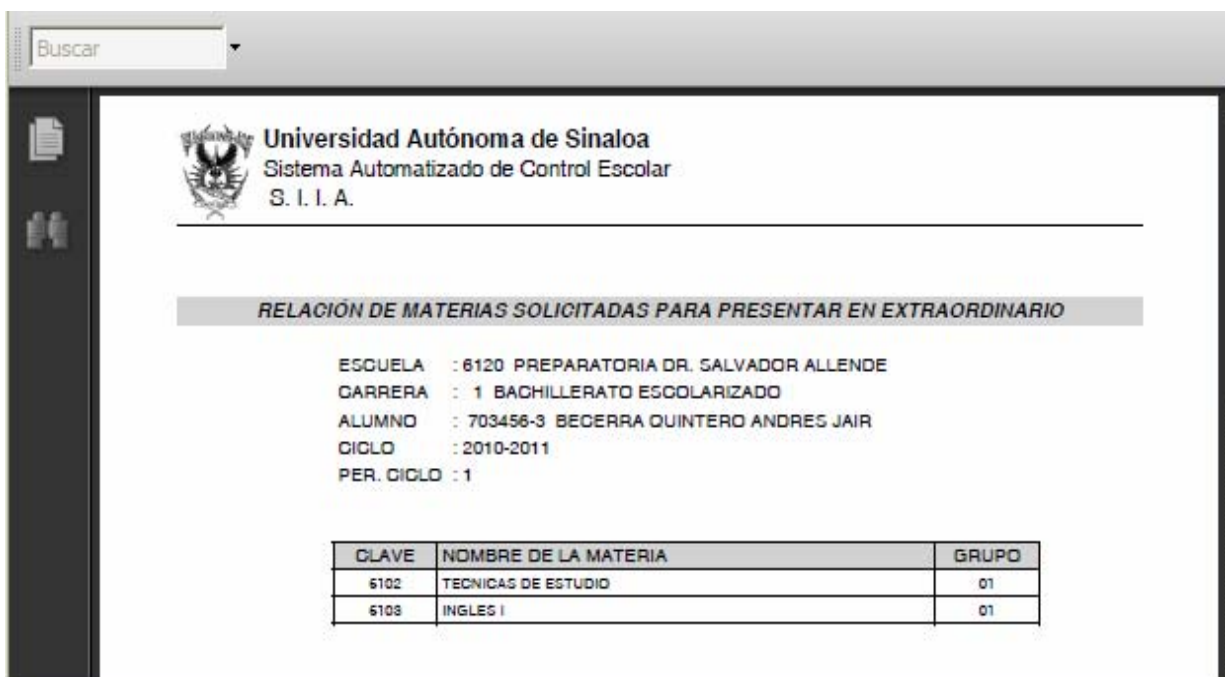 Buscar
Universidad Autónoma de Sinaloa
Sistema Automatizado de Control Escolar
S. I. I. A.
RELACIÓN DE MATERIAS SOLICITADAS PARA PRESENTAR EN EXTRAORDINARIO
ESCUELA : 6120 PREPARATORIA DR. SALVADOR ALLENDE
CARRERA : 1 BACHILLERATO ESCOLARIZADO
ALUMNO : 703456-3 BECERRA QUINTERO ANDRES JAIR
CICLO : 2010-2011
PER. CICLO : 1
CLAVE NOMBRE DE LA MATERIA GRUPO
6102 TECNICAS DE ESTUDIO 01
6103 INGLES I 01